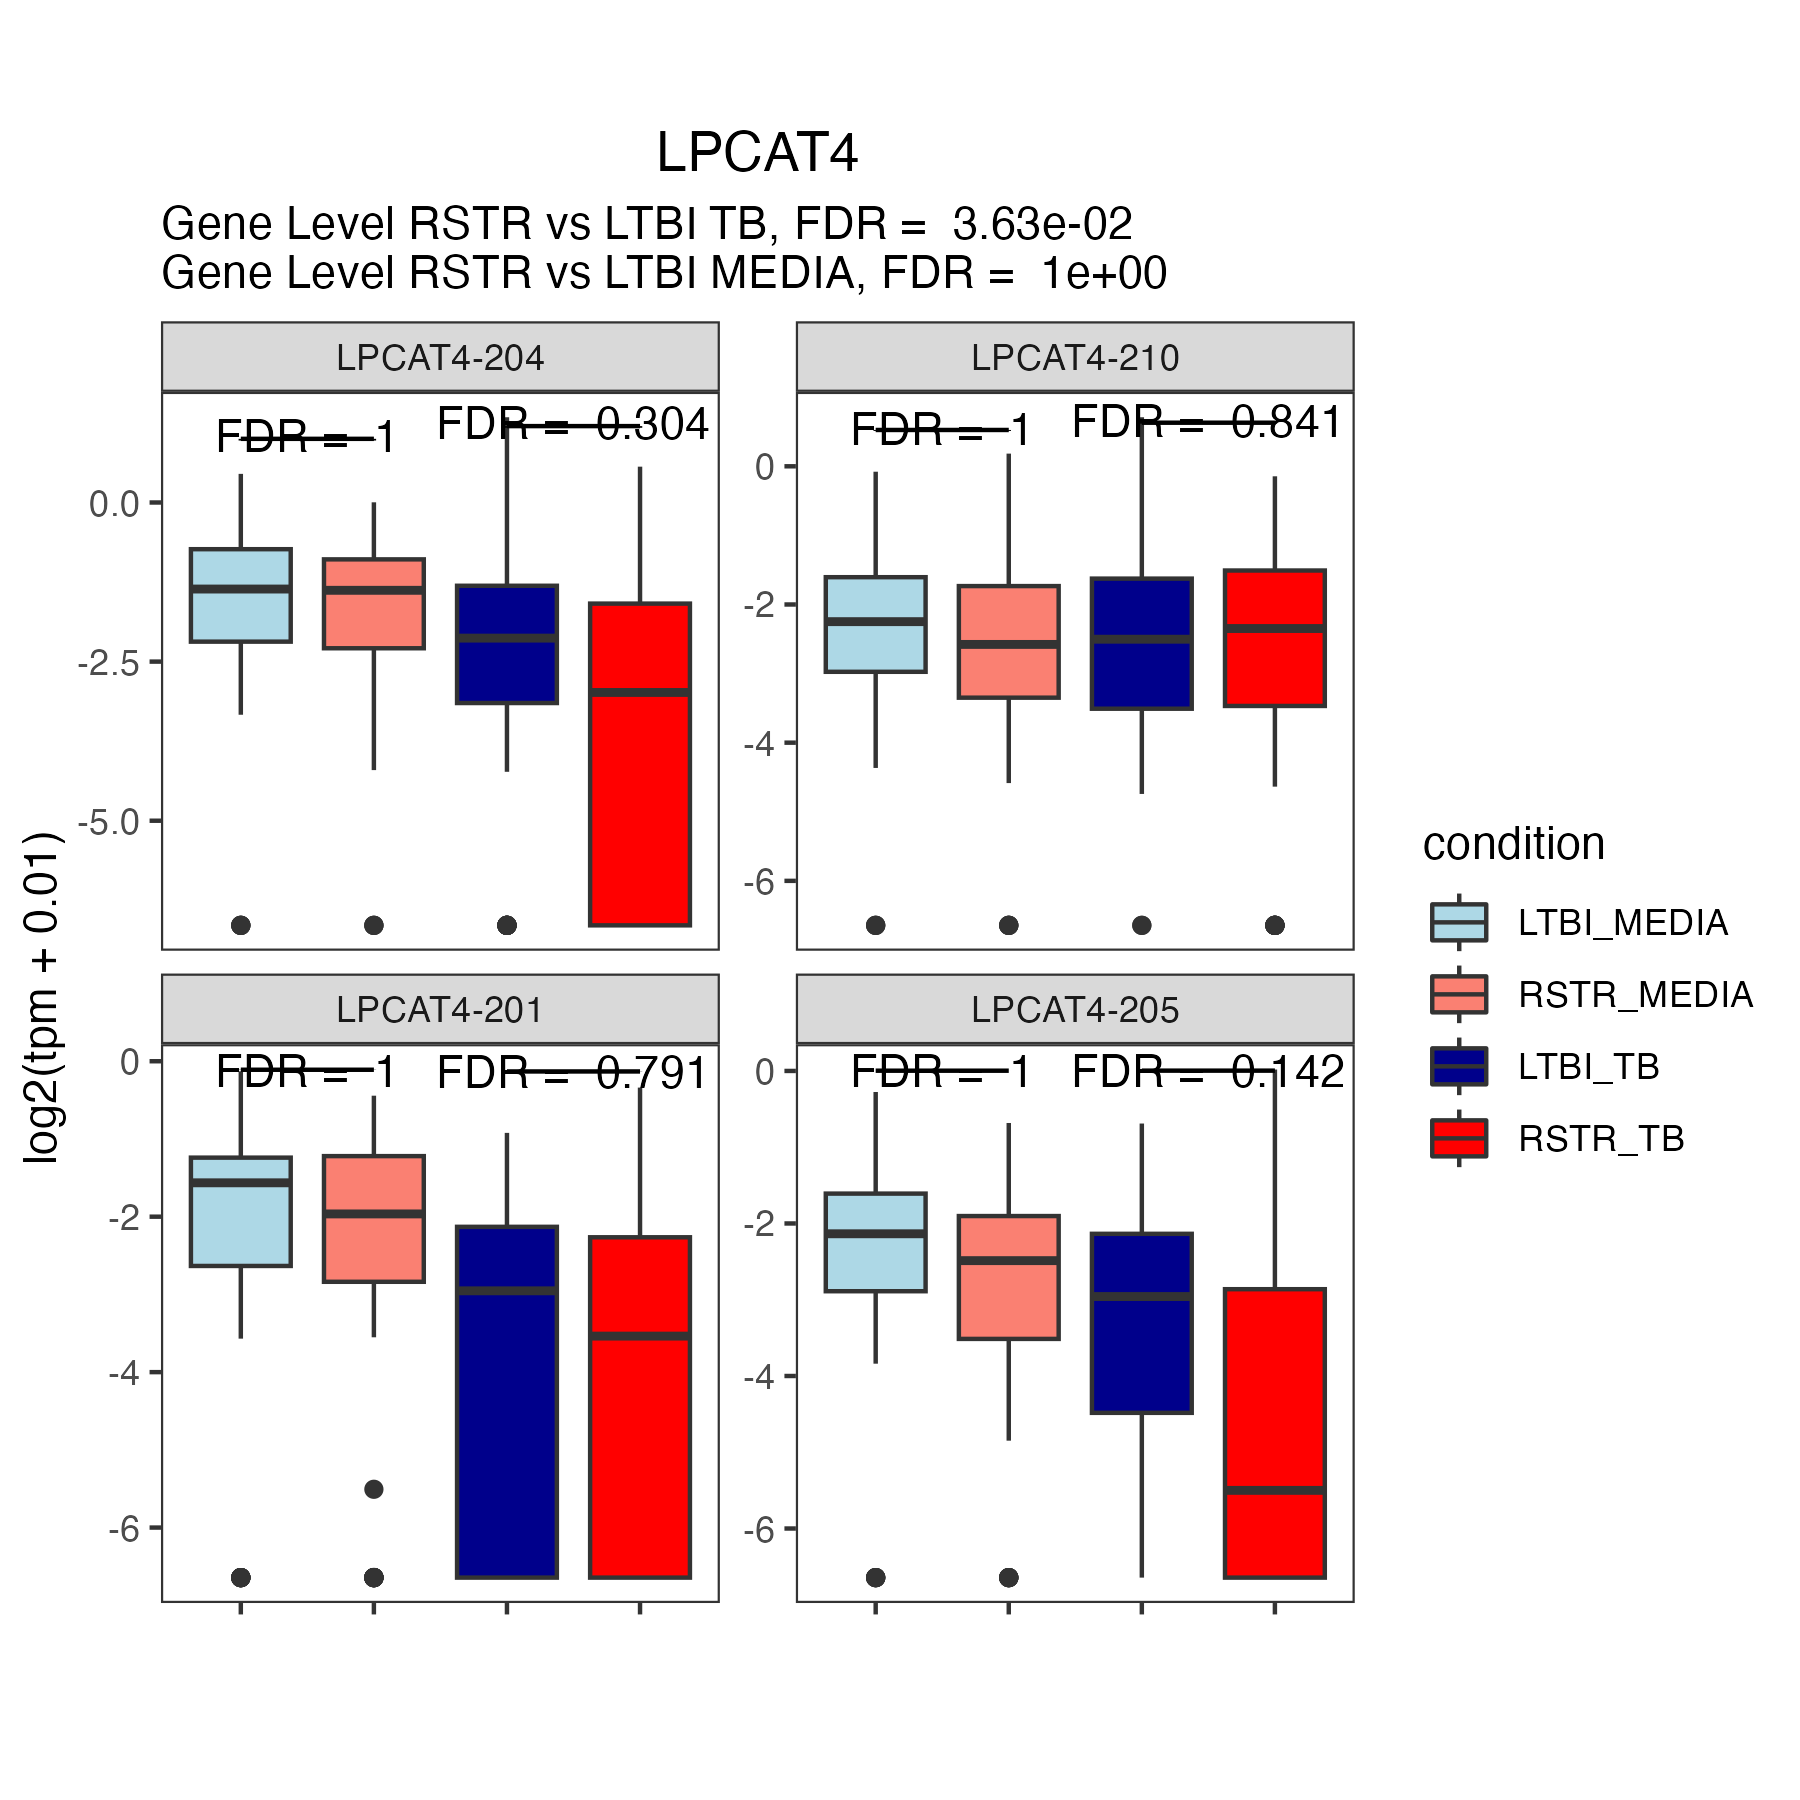 LPCAT4
Gene Level RSTR vs LTBI TB, FDR = 3.63e-02
Gene Level RSTR vs LTBI MEDIA, FDR = 1e+00
LPCAT4-204
FDR = 1
FDR = 0.304
0.0
-2.5
-5.0
LPCAT4-210
FDR = 1
FDR = 0.841
0
-2
-4
-6
LPCAT4-201
FDR = 1
FDR = 0.791
0
-2
-4
-6
LPCAT4-205
FDR = 1
FDR = 0.142
0
-2
-4
-6
log2(tpm + 0.01)
condition
LTBI_MEDIA
RSTR_MEDIA
LTBI_TB
RSTR_TB